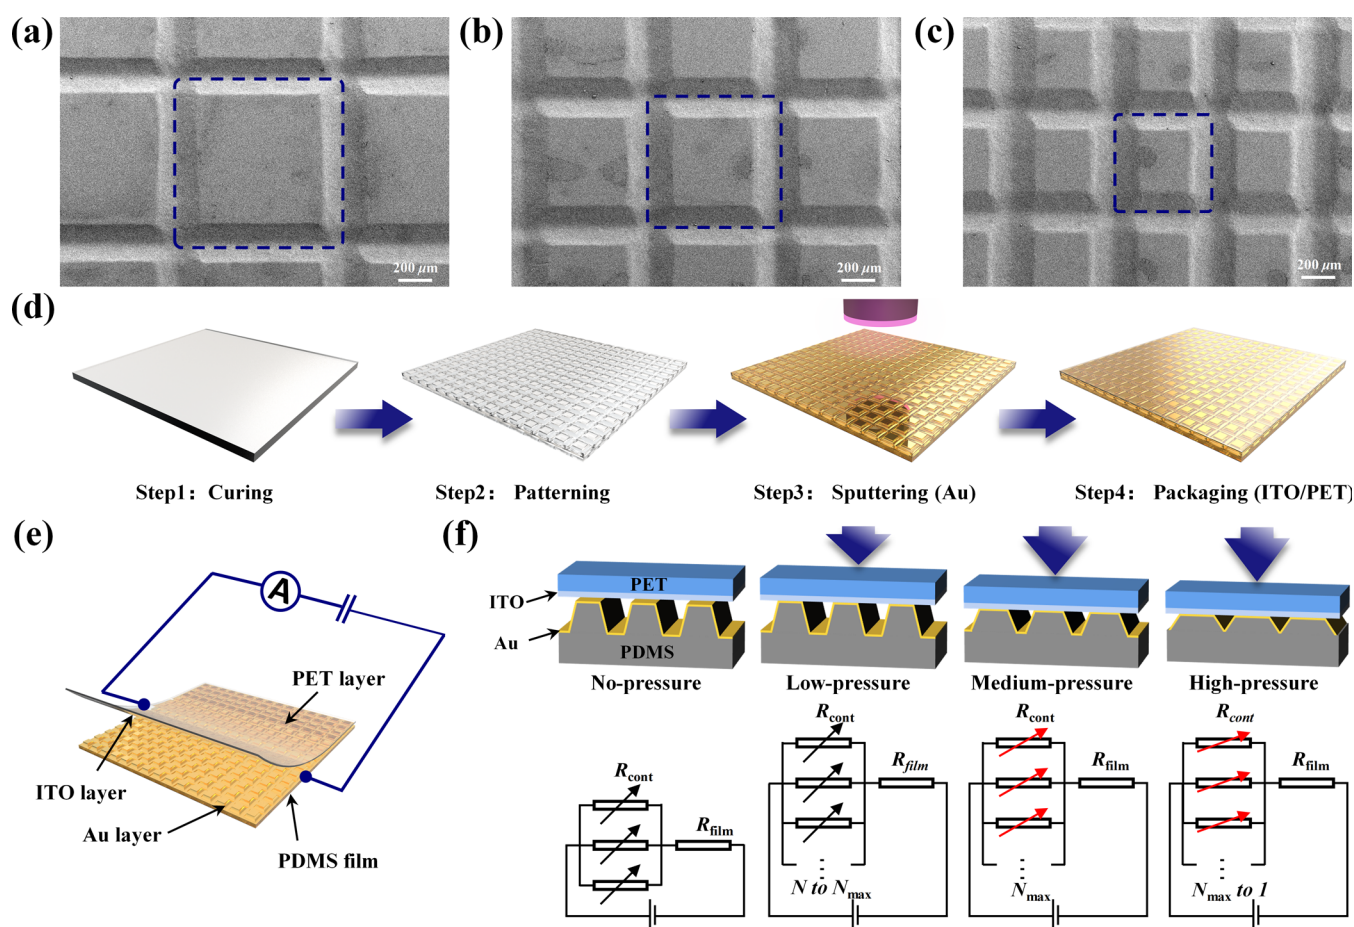 (a)
(b)
(c)
200 μm
200 μm
200 μm
(d)
Step1: Curing
Step2: Patterning
Step3: Sputtering (Au)
Step4: Packaging (ITO/PET)
(e)
A
PET layer
ITO layer
Au layer
PDMS film
(f)
PET
ITO
Au
PDMS
No-pressure
Low-pressure
Medium-pressure
High-pressure
Rcont
Rfilm
Rcont
Rfilm
N to Nmax
Rcont
Rfilm
Nmax
Rcont
Rfilm
Nmax to 1